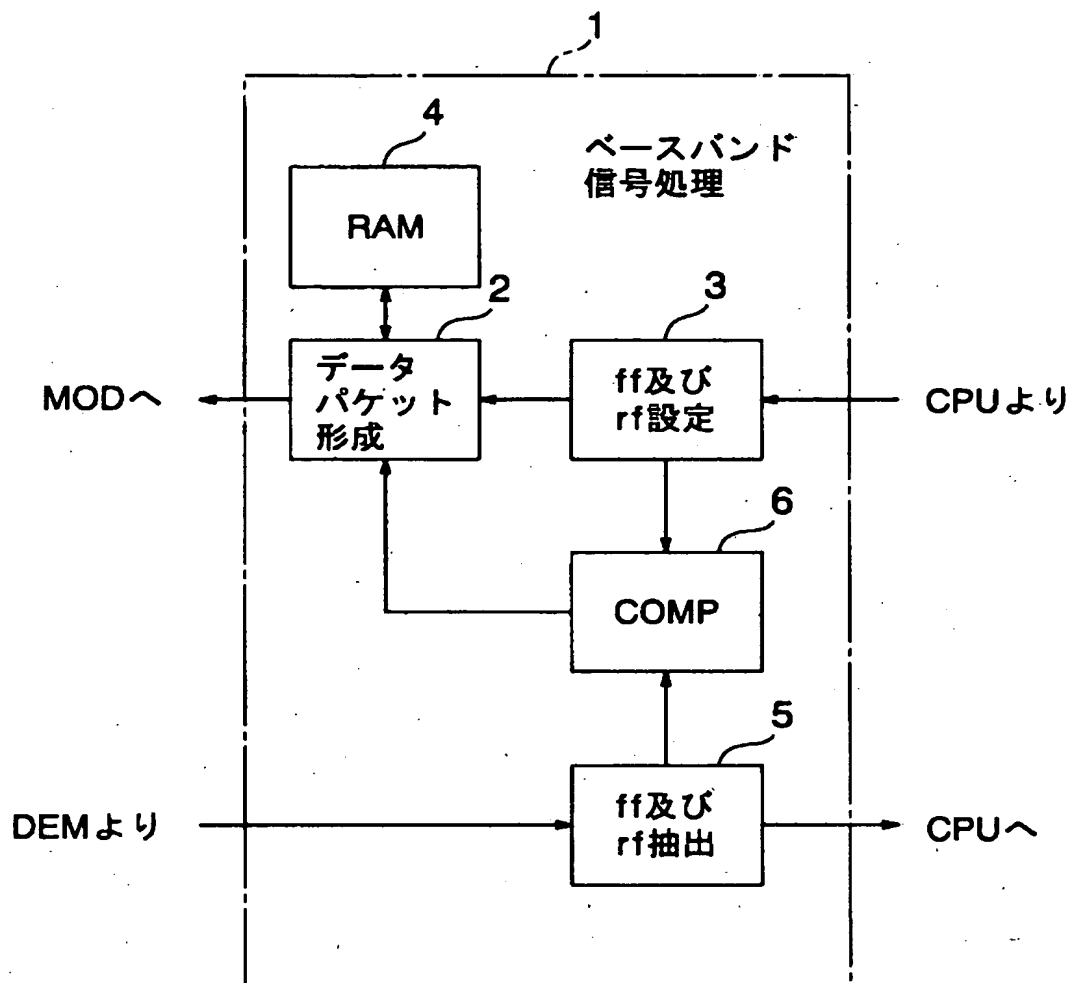 1
4
ベースバンド
信号処理
RAM
2
3
MODへ
データ
パケット
形成
ff及び
rf設定
CPUより
6
COMP
5
DEMより
ff及び
rf抽出
CPUへ